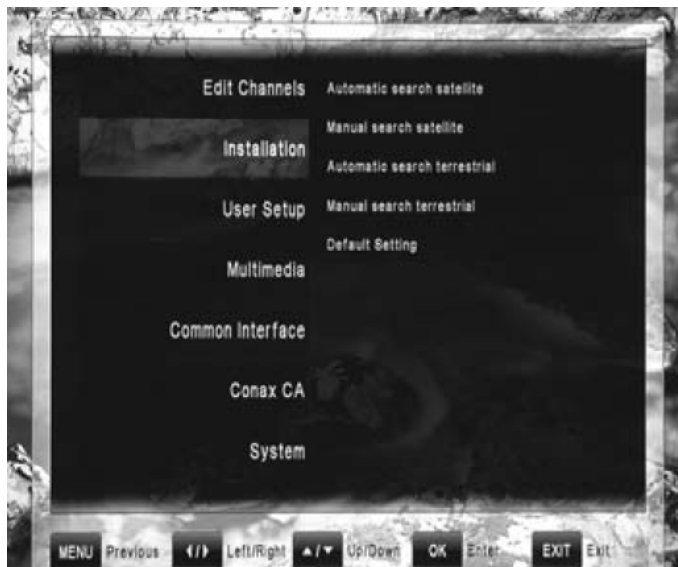 Edit Channels
Installation
User Setup
Multimedia
Common Interface
Conax CA
System
Automatic search satellite
Manual search satellite
Automatic search terrestrial
Manual search terrestrial
Default Setting
MENU Previous ◀/▶ Left/Right ▲/▼ Up/Down OK Enter EXIT Exit